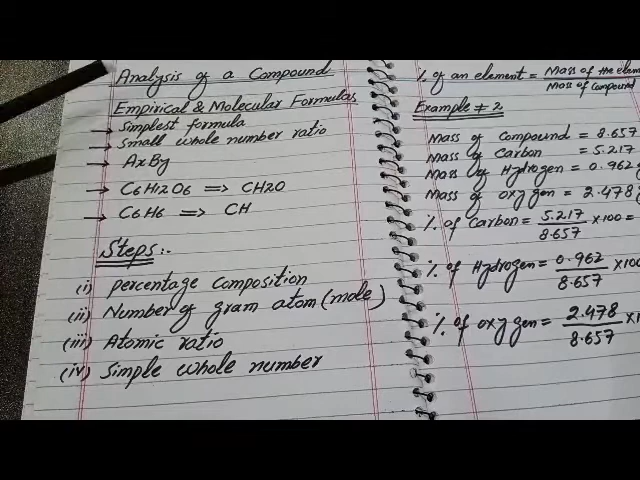 Analysis of a Compound
Empirical & Molecular Formulas
→ Simplest formula
→ Small whole number ratio
→ AxBy
→ C6H12O6 ⇒ CH2O
→ C6H6 ⇒ CH
Steps:-
(i) percentage composition
(ii) Number of gram atom (mole)
(iii) Atomic ratio
(iv) Simple whole number
% of an element = Mass of the elem
Mass of compound
Example # 2
Mass of Compound = 8.657
Mass of Carbon = 5.217
Mass of Hydrogen = 0.962g
Mass of oxygen = 2.478g
% of Carbon = 5.217/8.657 ×100 =
% of Hydrogen = 0.962/8.657 ×100
% of oxygen = 2.478/8.657 ×1